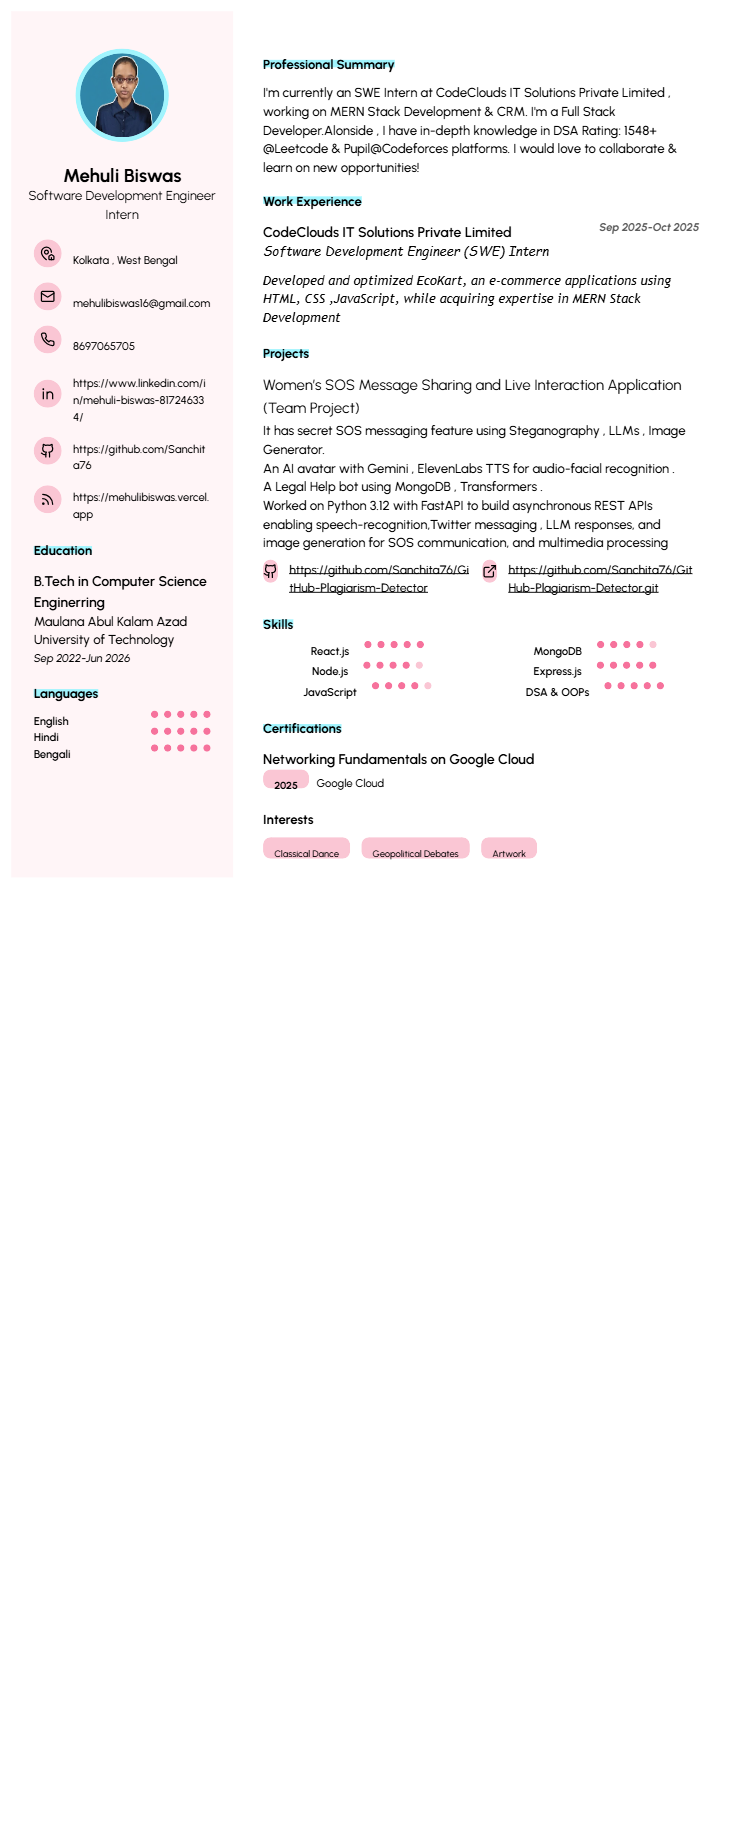 Mehuli Biswas
Software Development Engineer
Intern
Kolkata , West Bengal
mehulibiswas16@gmail.com
8697065705
https://www.linkedin.com/i
n/mehuli-biswas-81724633
4/
https://github.com/Sanchit
a76
https://mehulibiswas.vercel.
app
Education
B.Tech in Computer Science
Enginerring
Maulana Abul Kalam Azad
University of Technology
Sep 2022-Jun 2026
Languages
English
Hindi
Bengali
Professional Summary
I'm currently an SWE Intern at CodeClouds IT Solutions Private Limited ,
working on MERN Stack Development & CRM. I'm a Full Stack
Developer.Alonside , I have in-depth knowledge in DSA Rating: 1548+
@Leetcode & Pupil@Codeforces platforms. I would love to collaborate &
learn on new opportunities!
Work Experience
CodeClouds IT Solutions Private Limited Sep 2025-Oct 2025
Software Development Engineer (SWE) Intern
Developed and optimized EcoKart, an e-commerce applications using
HTML, CSS ,JavaScript, while acquiring expertise in MERN Stack
Development
Projects
Women's SOS Message Sharing and Live Interaction Application
(Team Project)
It has secret SOS messaging feature using Steganography , LLMs , Image
Generator.
An AI avatar with Gemini , ElevenLabs TTS for audio-facial recognition .
A Legal Help bot using MongoDB , Transformers .
Worked on Python 3.12 with FastAPI to build asynchronous REST APIs
enabling speech-recognition,Twitter messaging , LLM responses, and
image generation for SOS communication, and multimedia processing
https://github.com/Sanchita76/Gi
tHub-Plagiarism-Detector
https://github.com/Sanchita76/Git
Hub-Plagiarism-Detector.git
Skills
React.js MongoDB
Node.js Express.js
JavaScript DSA & OOPs
Certifications
Networking Fundamentals on Google Cloud
2025 Google Cloud
Interests
Classical Dance Geopolitical Debates Artwork